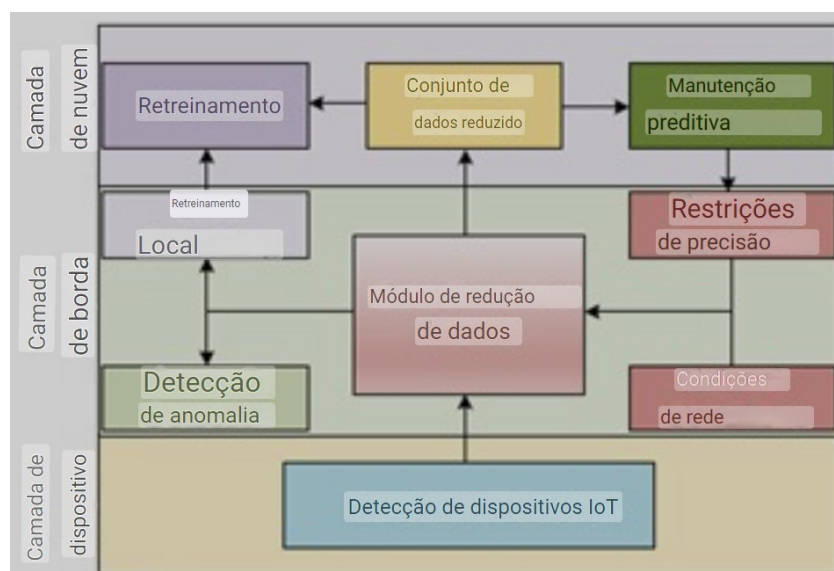 Camada
de nuvem
Retreinamento
Conjunto de
dados reduzido
Manutenção
preditiva
Camada
de borda
Retreinamento
Local
Restrições
de precisão
Módulo de redução
de dados
Detecção
de anomalia
Condições
de rede
Camada de
dispositivo
Detecção de dispositivos IoT